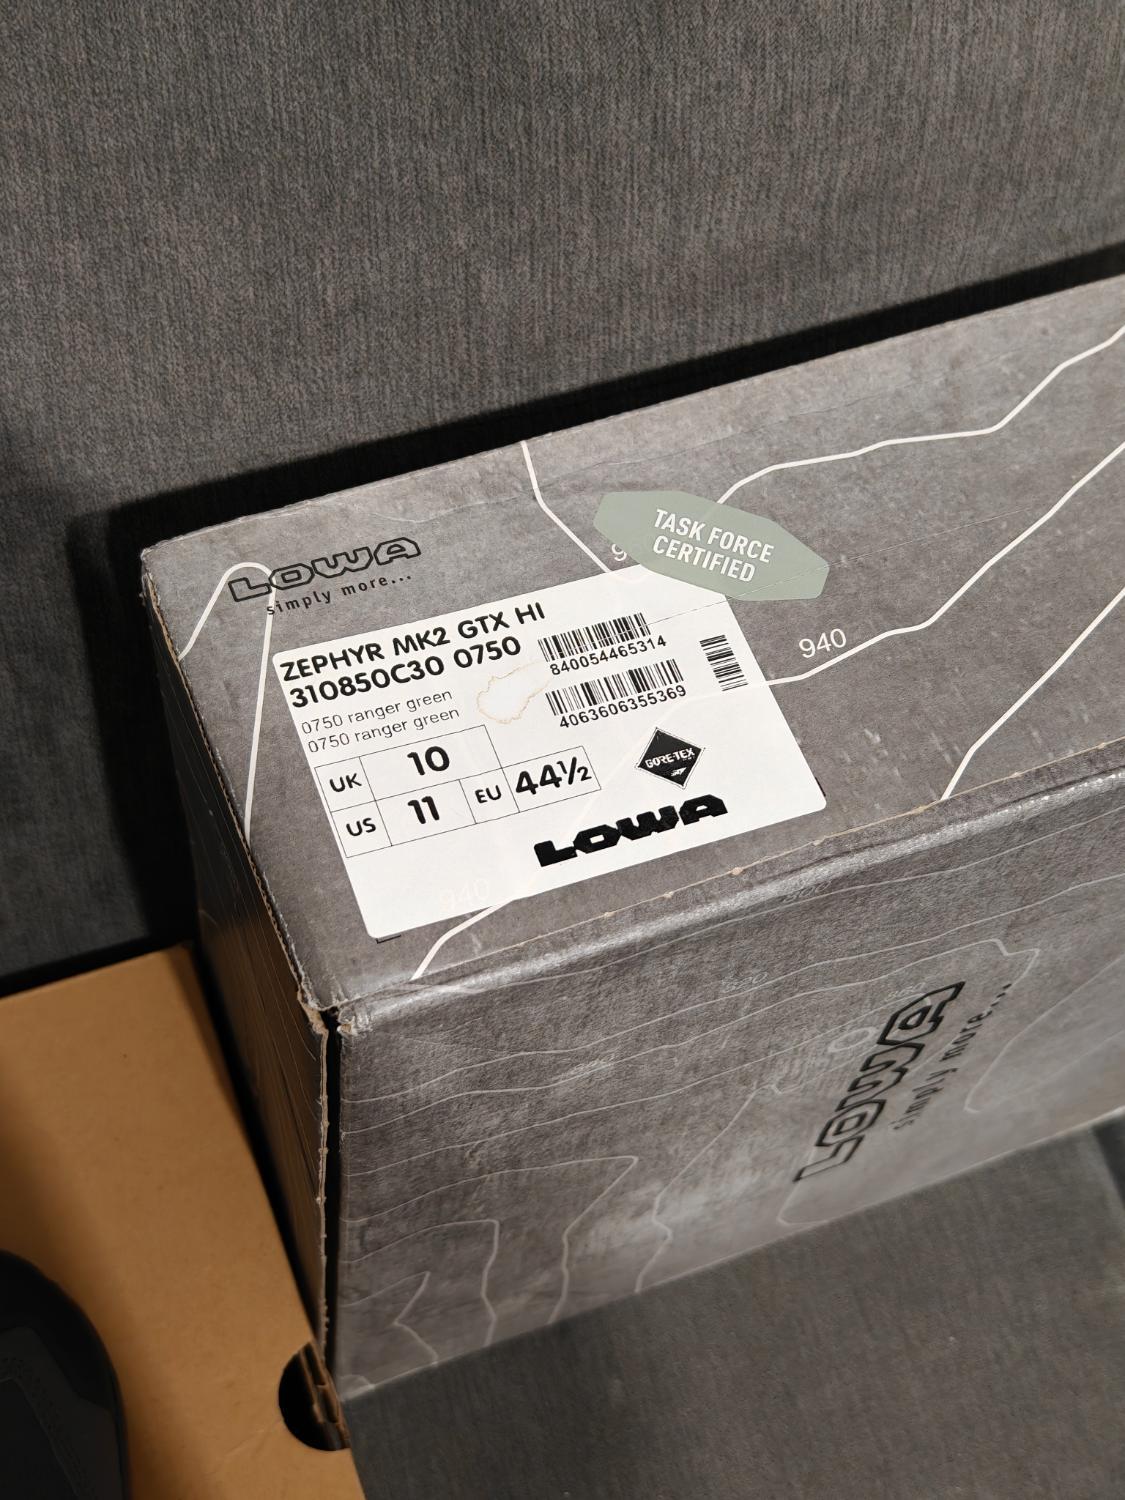 LOWA
simply more...
TASK FORCE
CERTIFIED
940
ZEPHYR MK2 GTX HI
310850C30 0750
0750 ranger green
0750 ranger green
840054465314
4063606355369
UK 10
US 11 EU 44½
GORE-TEX
LOWA
940
LOWA
simply more...